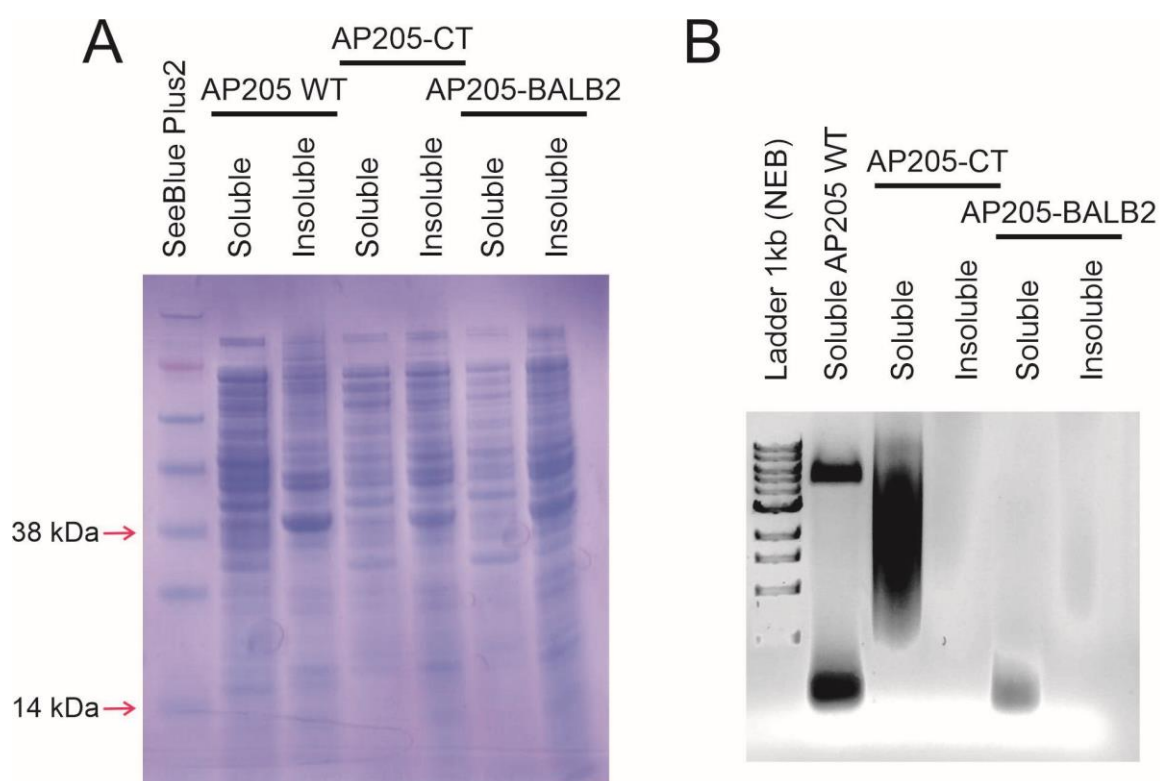 A
SeeBlue Plus2
AP205 WT
AP205-CT
AP205-BALB2
Soluble
Insoluble
Soluble
Insoluble
Soluble
Insoluble
38 kDa
14 kDa
B
Ladder 1kb (NEB)
Soluble AP205 WT
AP205-CT
AP205-BALB2
Soluble
Insoluble
Soluble
Insoluble